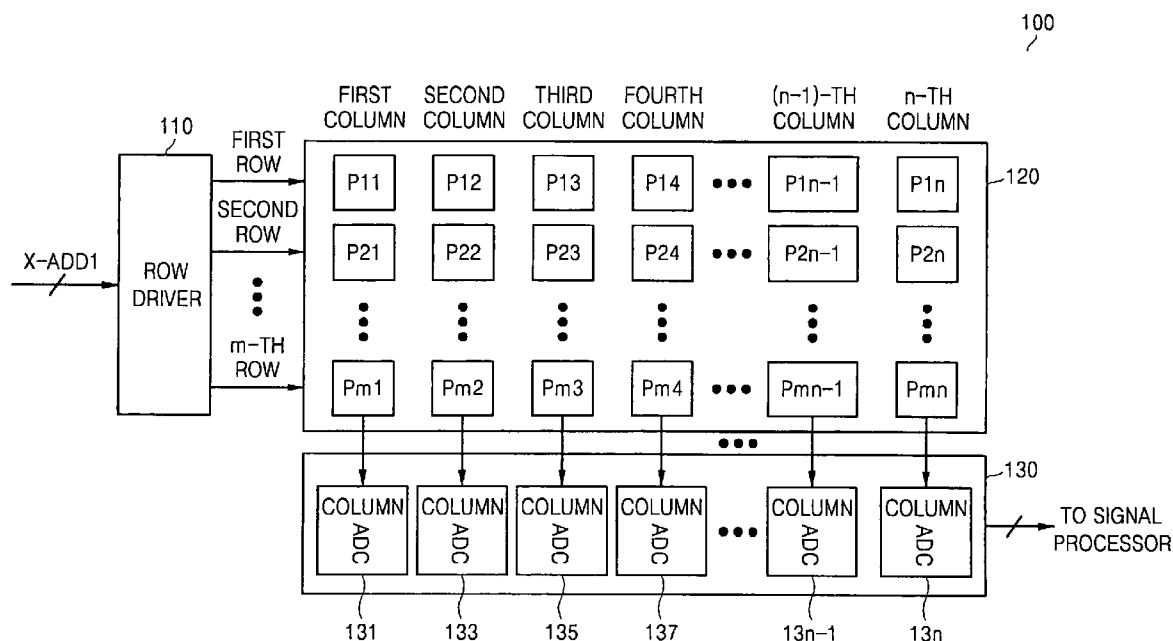 100
FIRST COLUMN SECOND COLUMN THIRD COLUMN FOURTH COLUMN (n-1)-TH COLUMN n-TH COLUMN
110
FIRST ROW
P11 P12 P13 P14 P1n-1 P1n
120
SECOND ROW
P21 P22 P23 P24 P2n-1 P2n
X-ADD1
ROW DRIVER
m-TH ROW
Pm1 Pm2 Pm3 Pm4 Pmn-1 Pmn
130
COLUMN ADC COLUMN ADC COLUMN ADC COLUMN ADC COLUMN ADC COLUMN ADC
TO SIGNAL PROCESSOR
131 133 135 137 13n-1 13n